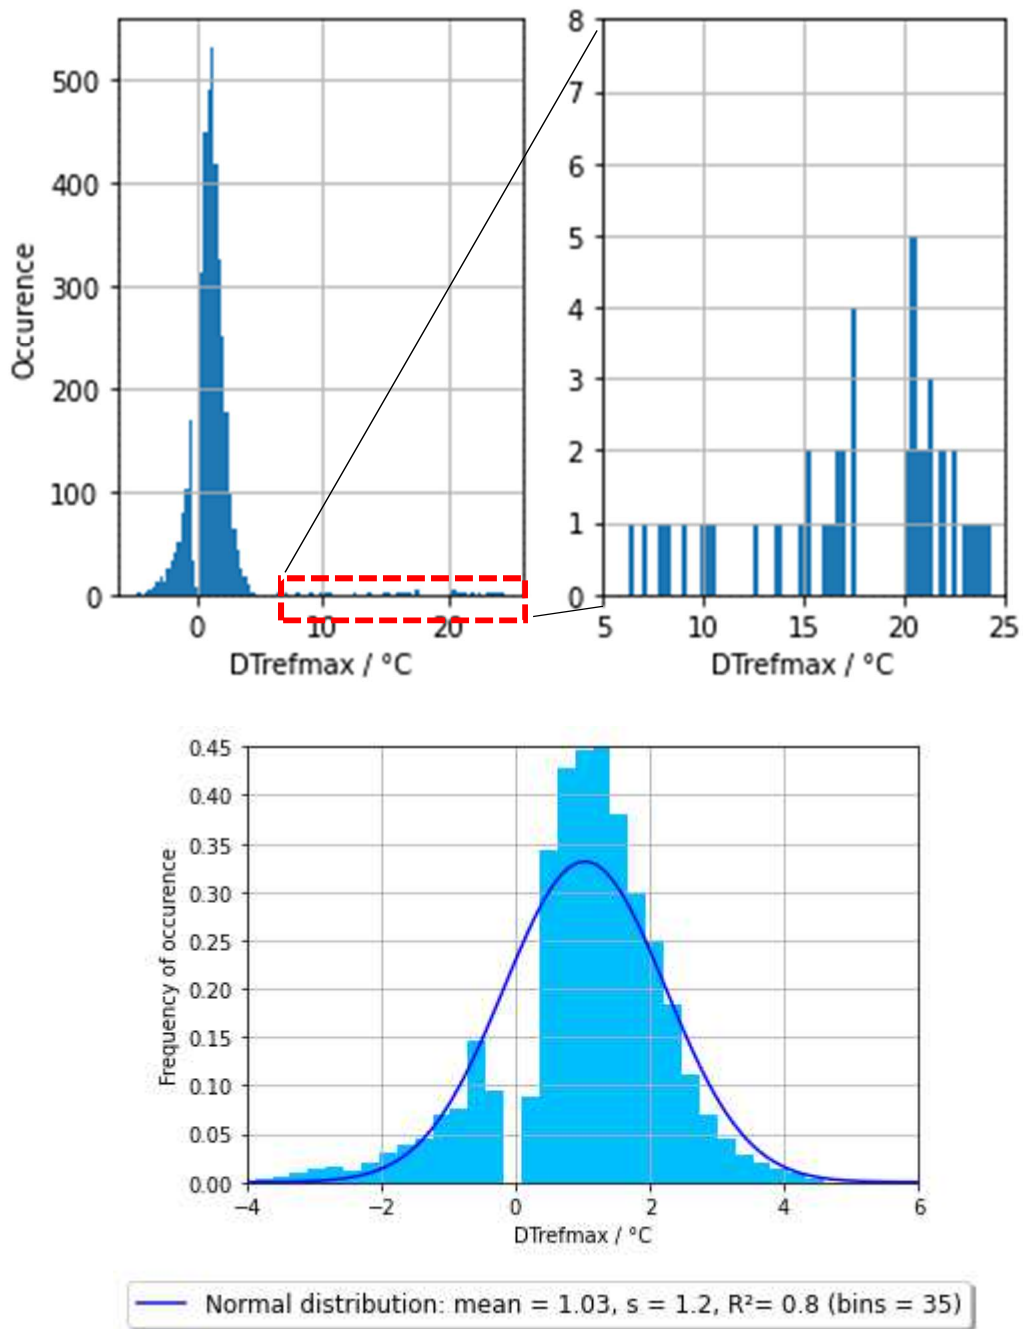 Occurence
500
400
300
200
100
0
0 10 20
DTrefmax / °C
8
7
6
5
4
3
2
1
0
5 10 15 20 25
DTrefmax / °C
Frequency of occurence
0.45
0.40
0.35
0.30
0.25
0.20
0.15
0.10
0.05
0.00
−4 −2 0 2 4 6
DTrefmax / °C
Normal distribution: mean = 1.03, s = 1.2, R²= 0.8 (bins = 35)